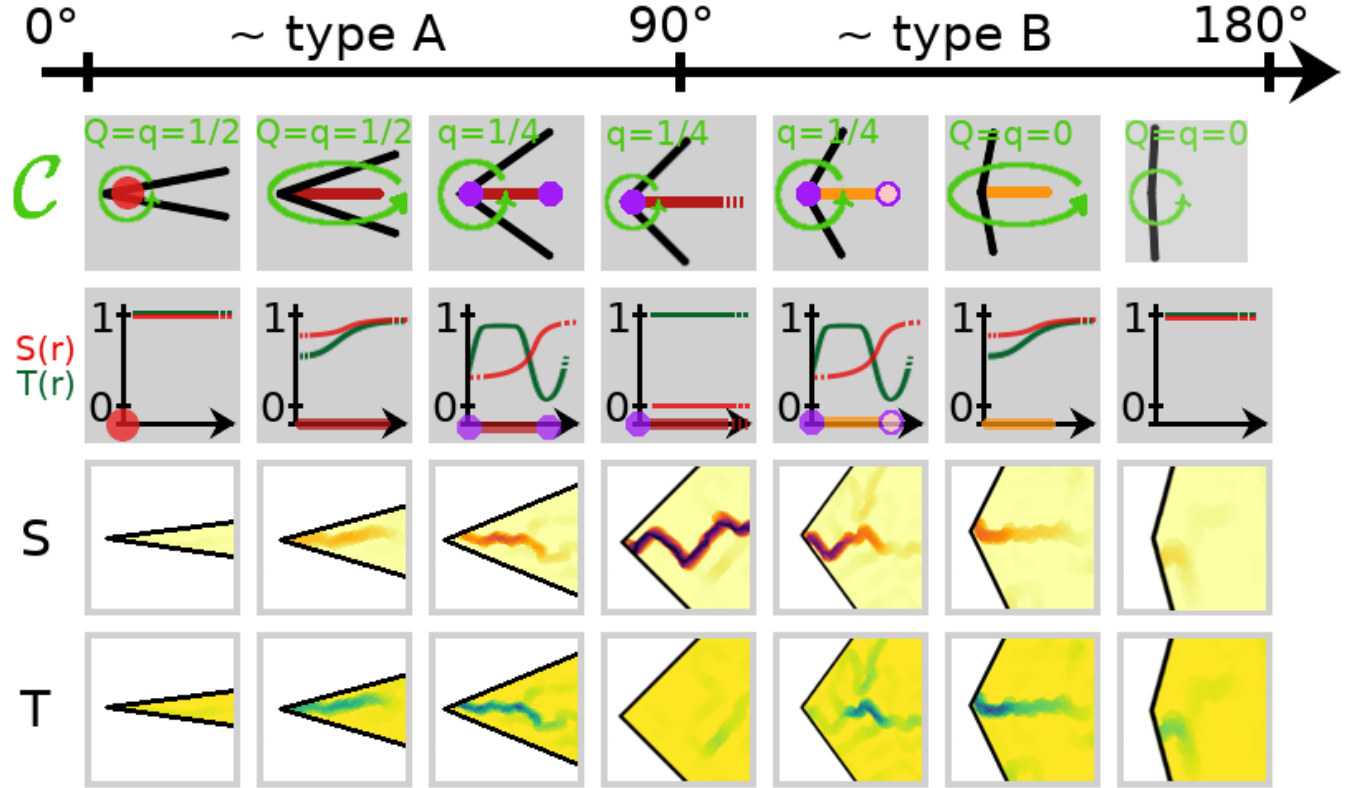 0° ~ type A 90° ~ type B 180°
C Q=q=1/2 Q=q=1/2 q=1/4 q=1/4 q=1/4 Q=q=0 Q=q=0
1 1 1 1 1 1 1
S(r)
T(r)
0 0 0 0 0 0 0
S
T